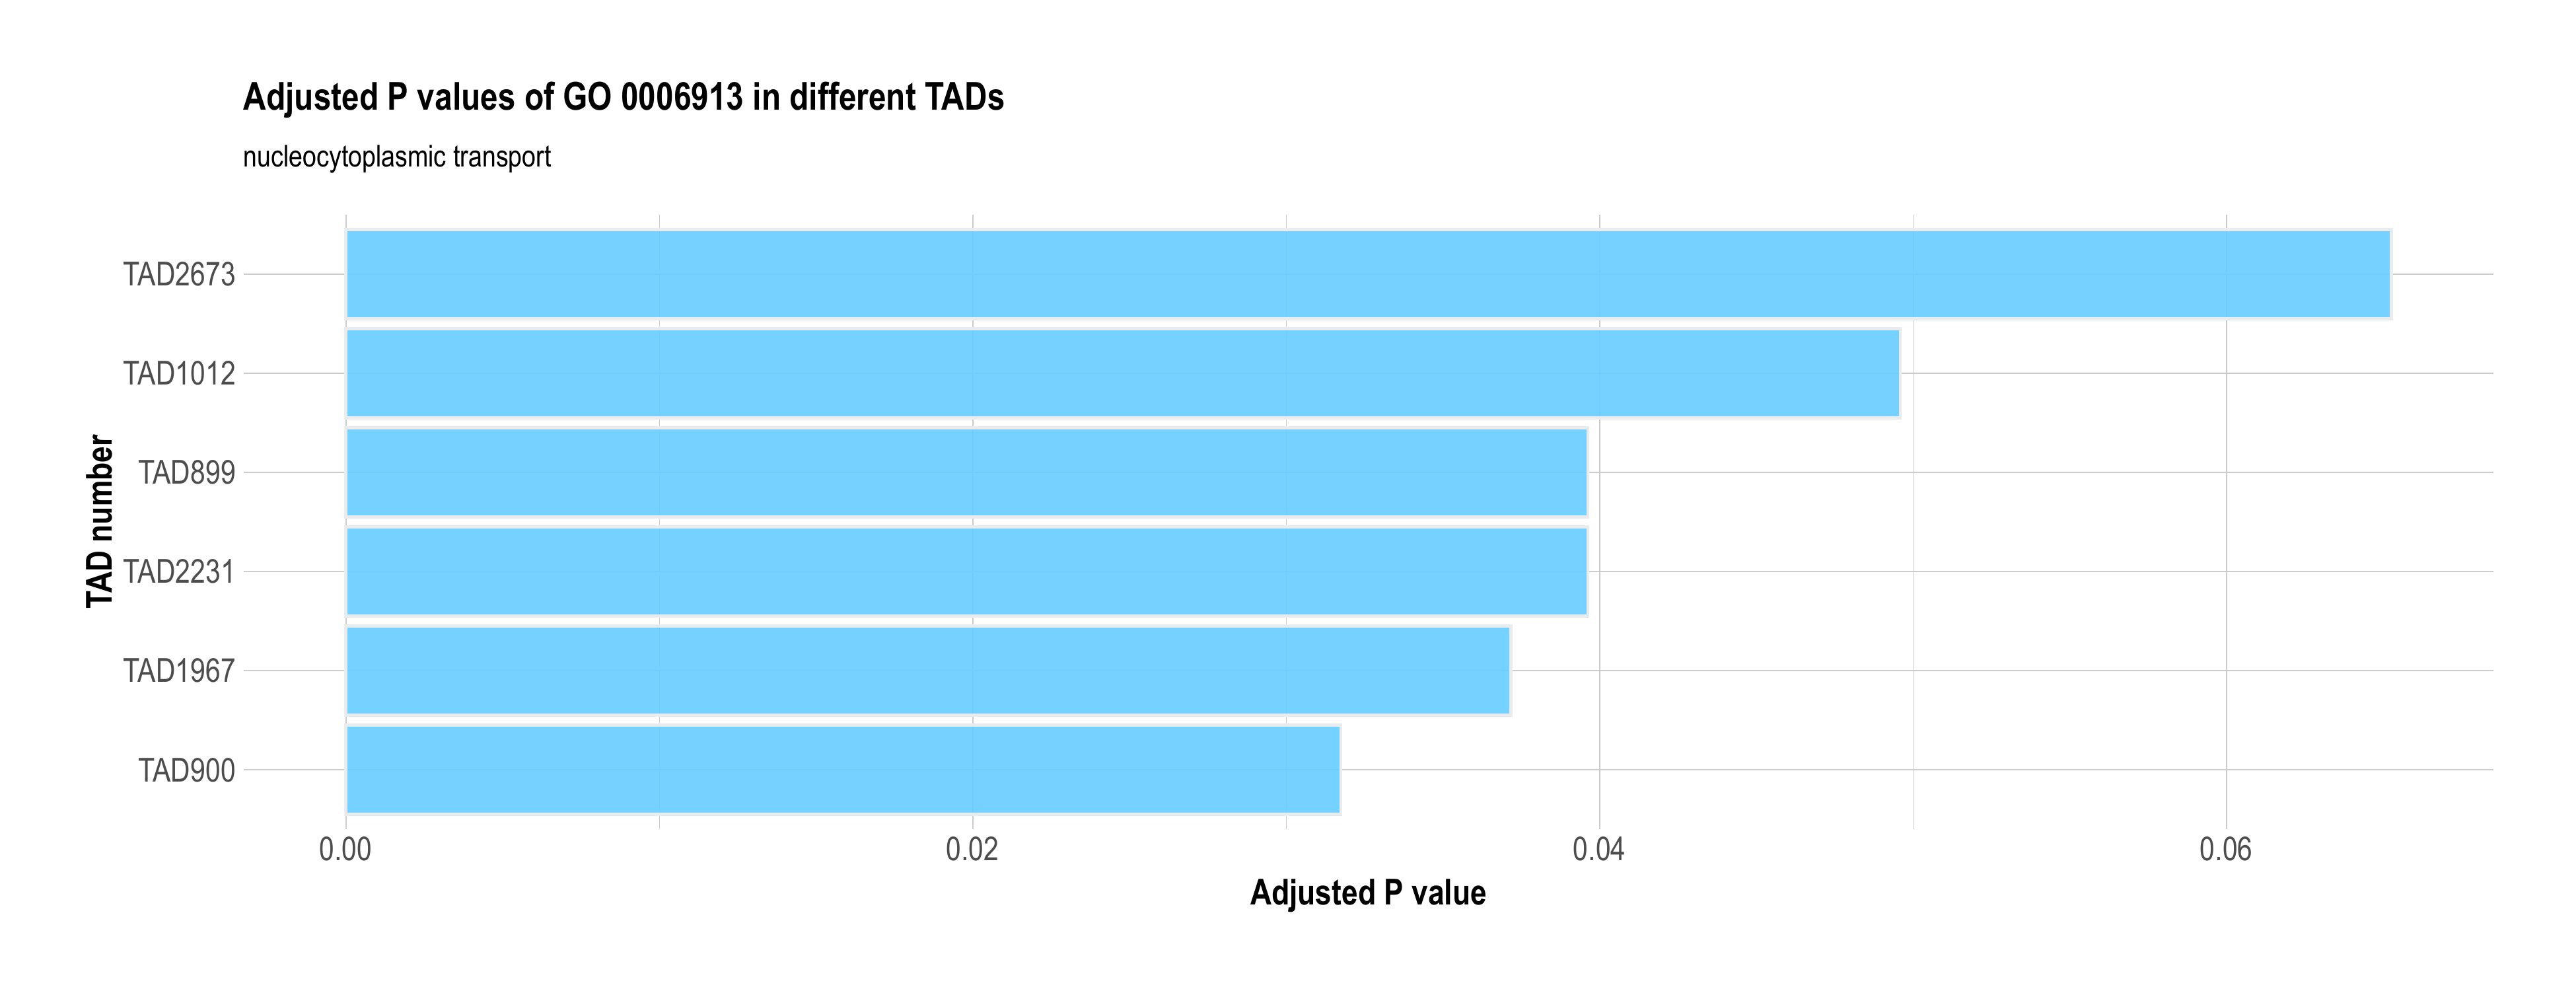 Adjusted P values of GO 0006913 in different TADs
nucleocytoplasmic transport
TAD number
TAD2673
TAD1012
TAD899
TAD2231
TAD1967
TAD900
0.00 0.02 0.04 0.06
Adjusted P value